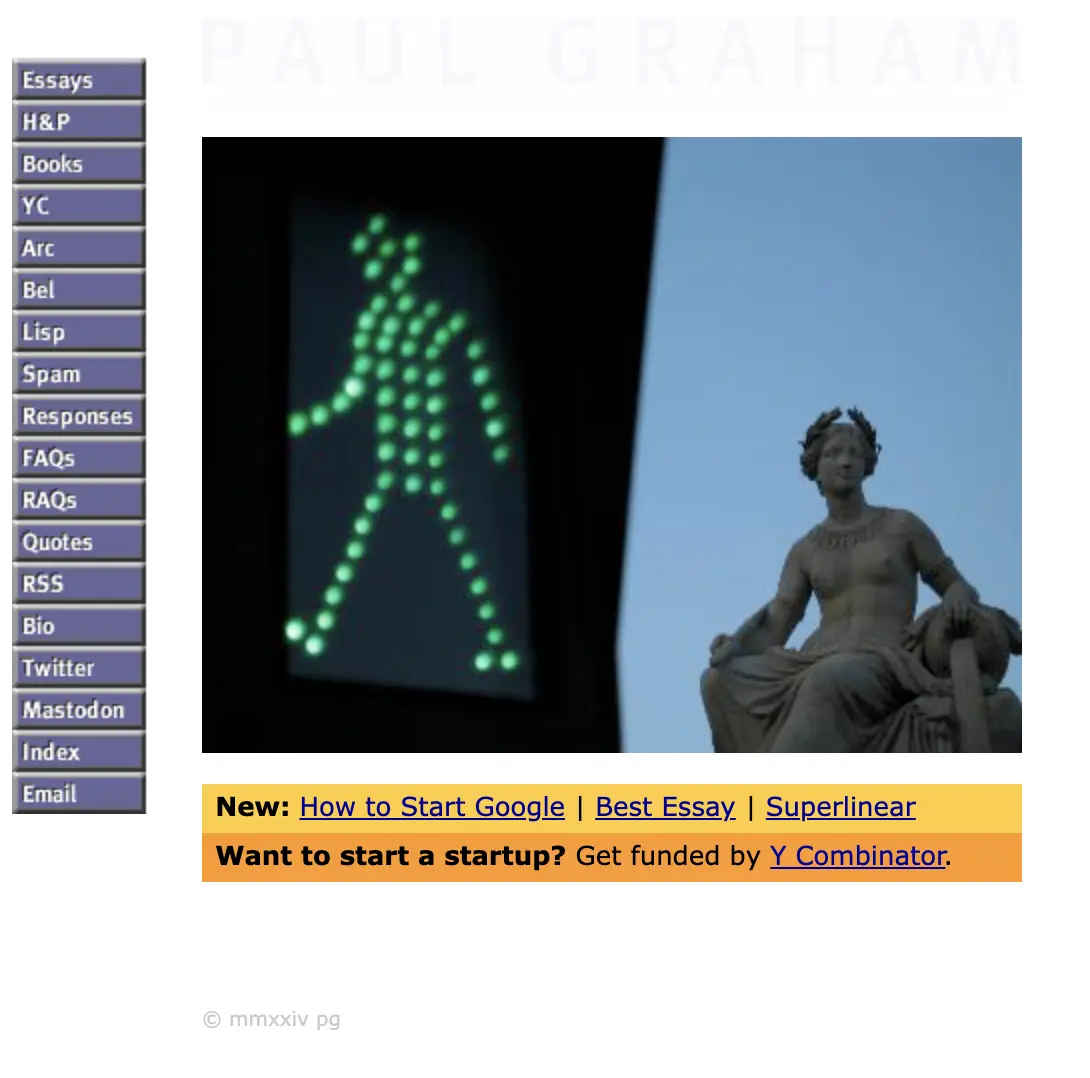 PAUL GRAHAM
Essays
H&P
Books
YC
Arc
Bel
Lisp
Spam
Responses
FAQs
RAQs
Quotes
RSS
Bio
Twitter
Mastodon
Index
Email
New: How to Start Google | Best Essay | Superlinear
Want to start a startup? Get funded by Y Combinator.
© mmxxiv pg